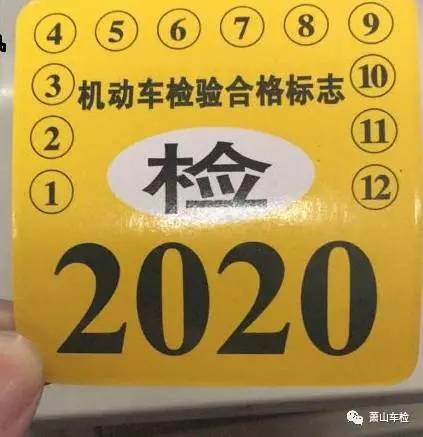 ④ ⑤ ⑥ ⑦ ⑧ ⑨
③ 机动车检验合格标志 ⑩
② ⑪
① 检 ⑫
2020
萧山车检